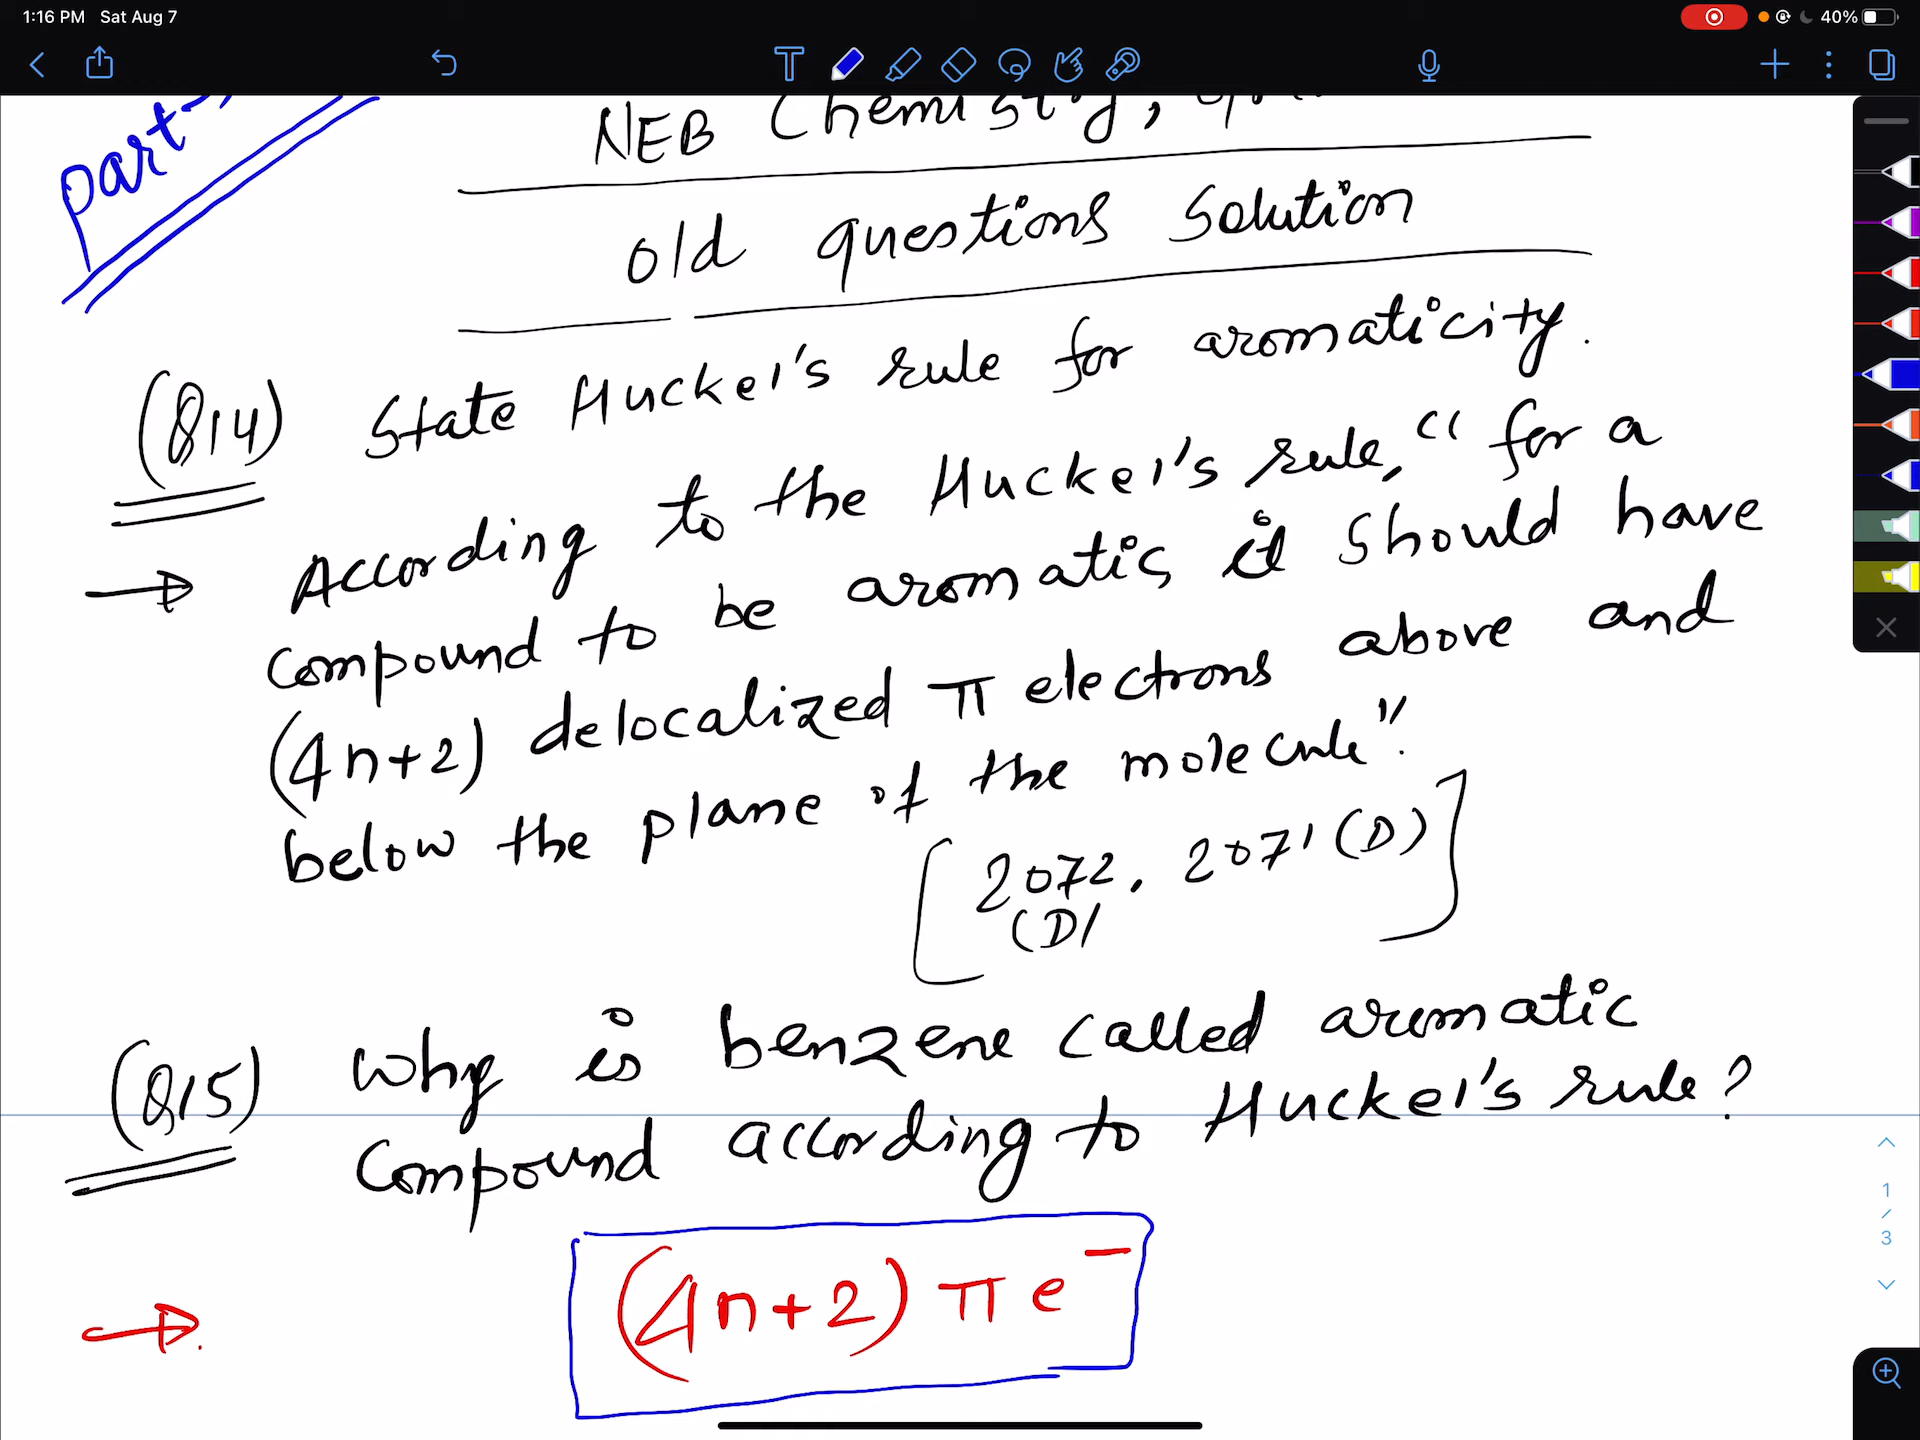 1:16 PM Sat Aug 7
40%
part-
NEB Chemistry,
old questions solution
(Q14) State Huckel's rule for aromaticity.
→ According to the Huckel's rule, "for a
compound to be aromatic, it should have
(4n+2) delocalized π electrons above and
below the plane of the molecule".
[2072, 2071 (D)]
(D)
(Q15) Why is benzene called aromatic
compound according to Huckel's rule?
→ (4n+2) π e⁻
1
/
3